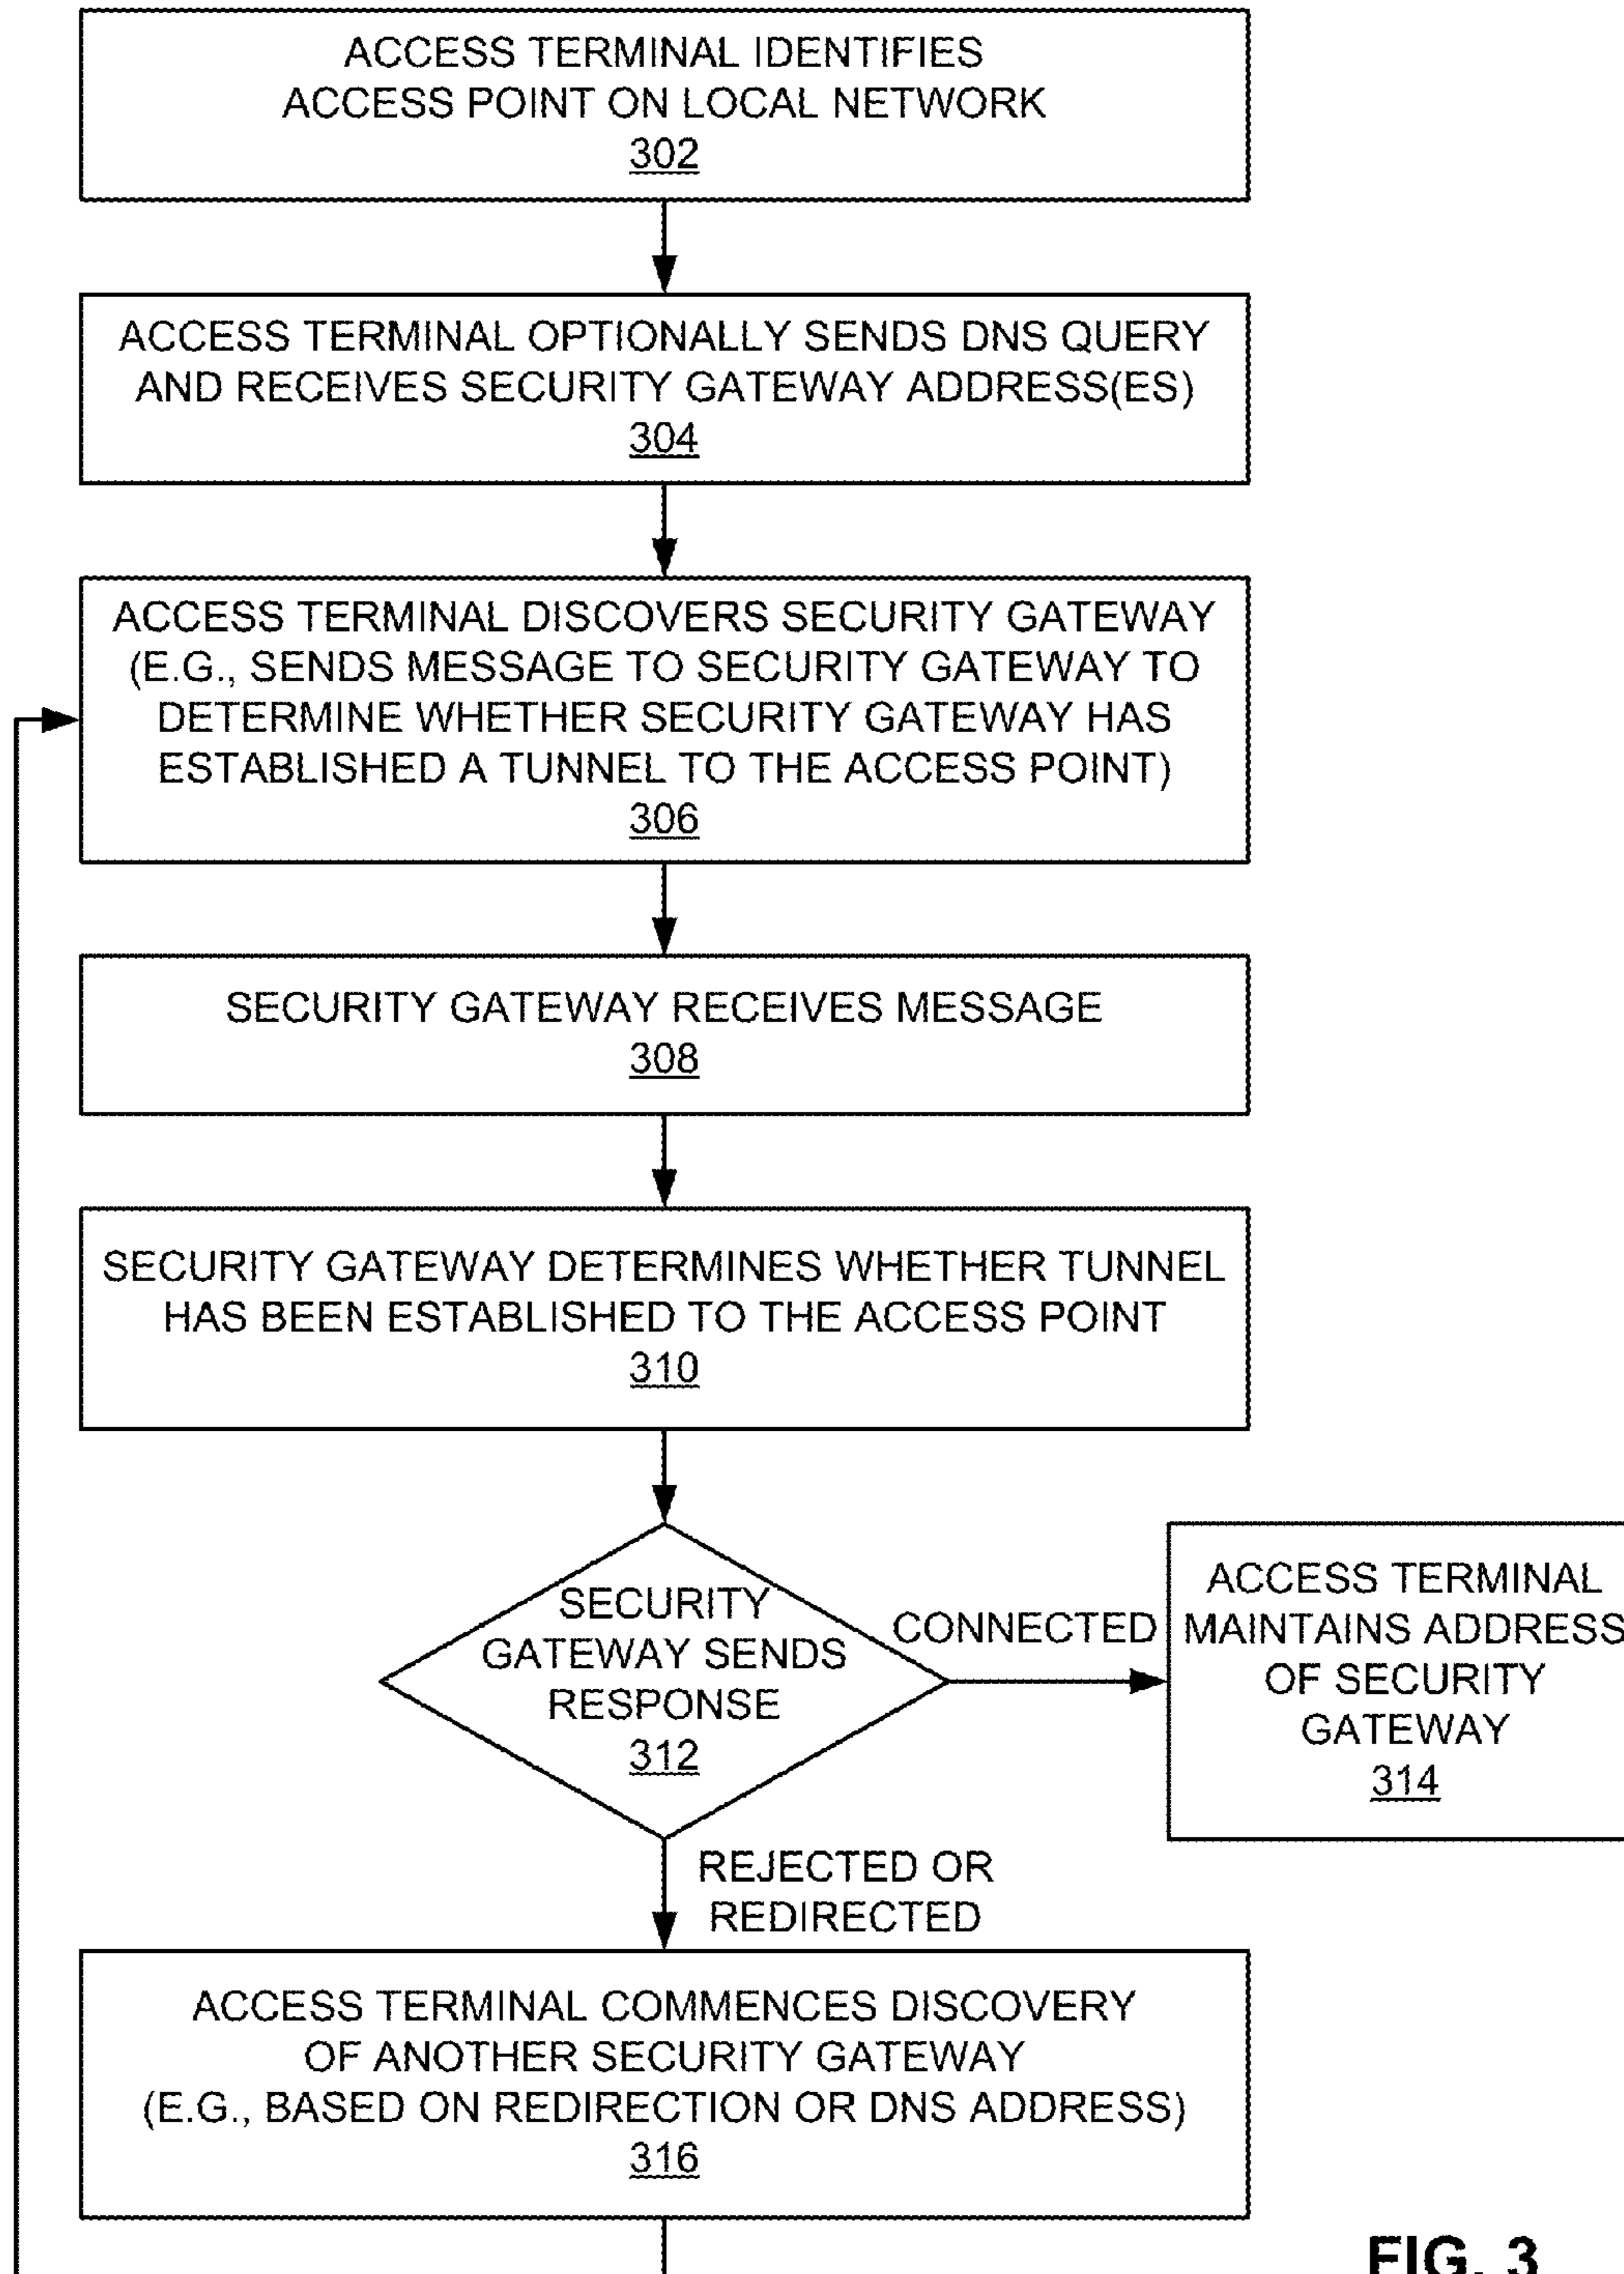 ACCESS TERMINAL IDENTIFIES
ACCESS POINT ON LOCAL NETWORK
302
ACCESS TERMINAL OPTIONALLY SENDS DNS QUERY
AND RECEIVES SECURITY GATEWAY ADDRESS(ES)
304
ACCESS TERMINAL DISCOVERS SECURITY GATEWAY
(E.G., SENDS MESSAGE TO SECURITY GATEWAY TO
DETERMINE WHETHER SECURITY GATEWAY HAS
ESTABLISHED A TUNNEL TO THE ACCESS POINT)
306
SECURITY GATEWAY RECEIVES MESSAGE
308
SECURITY GATEWAY DETERMINES WHETHER TUNNEL
HAS BEEN ESTABLISHED TO THE ACCESS POINT
310
SECURITY
GATEWAY SENDS
RESPONSE
312
CONNECTED
ACCESS TERMINAL
MAINTAINS ADDRESS
OF SECURITY
GATEWAY
314
REJECTED OR
REDIRECTED
ACCESS TERMINAL COMMENCES DISCOVERY
OF ANOTHER SECURITY GATEWAY
(E.G., BASED ON REDIRECTION OR DNS ADDRESS)
316
FIG. 3